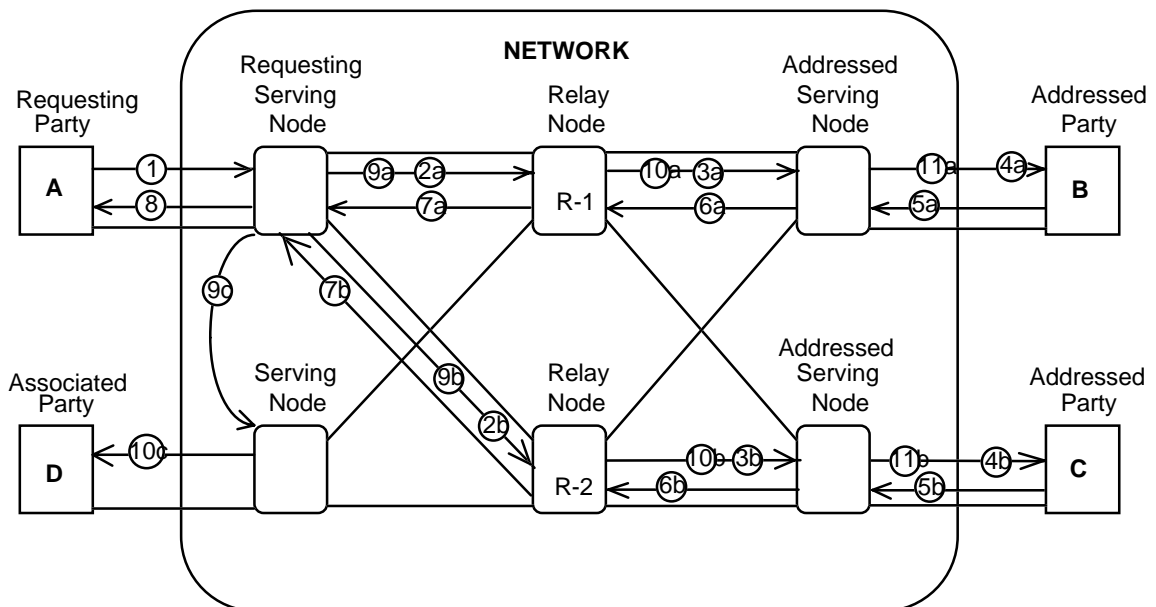 NETWORK
Requesting
Serving
Node
Relay
Node
Addressed
Serving
Node
Requesting
Party
Addressed
Party
A
1
8
9a
2a
7a
R-1
10a
3a
6a
11a
4a
5a
B
9c
7b
9b
2b
Associated
Party
Serving
Node
Relay
Node
Addressed
Serving
Node
Addressed
Party
D
10c
R-2
10b
3b
6b
11b
4b
5b
C